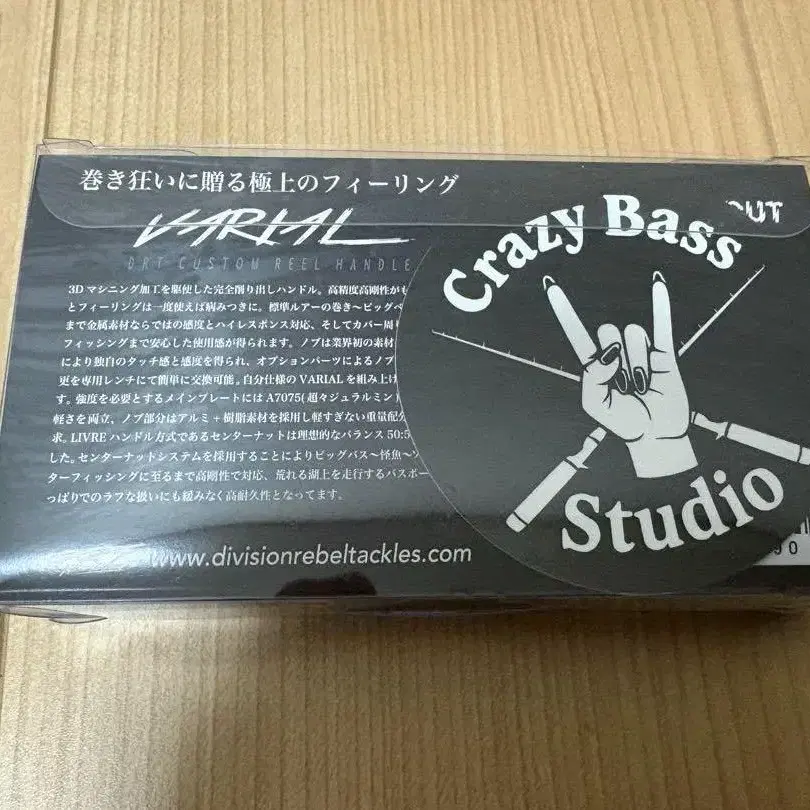 巻き狂いに贈る極上のフィーリング
OUT
VARIAL
DRT CUSTOM REEL HANDLE
Crazy Bass
3Dマシニング加工を駆使した完全削り出しハンドル。高精度高剛性がも
とフィーリングは一度使えば病みつきに。標準ルアーの巻き〜ビッグベ
まで金属素材ならではの感度とハイレスポンス対応、そしてカバー周り
フィッシングまで安心した使用感が得られます。ノブは業界初の素材
により独自のタッチ感と感度を得られ、オプションパーツによるノブ
更を専用レンチにて簡単に交換可能。自分仕様のVARIALを組み上げ
す。強度を必要とするメインプレートにはA7075(超々ジュラルミン)
軽さを両立、ノブ部分はアルミ+樹脂素材を採用し軽すぎない重量配分
求。LIVREハンドル方式であるセンターナットは理想的なバランス50:5
した。センターナットシステムを採用することによりビッグバス〜怪魚〜
ターフィッシングに至るまで高剛性で対応、荒れる湖上を走行するバスボー
っぱりでのラフな扱いにも緩みなく高耐久性となってます。
Studio
www.divisionrebeltackles.com
90